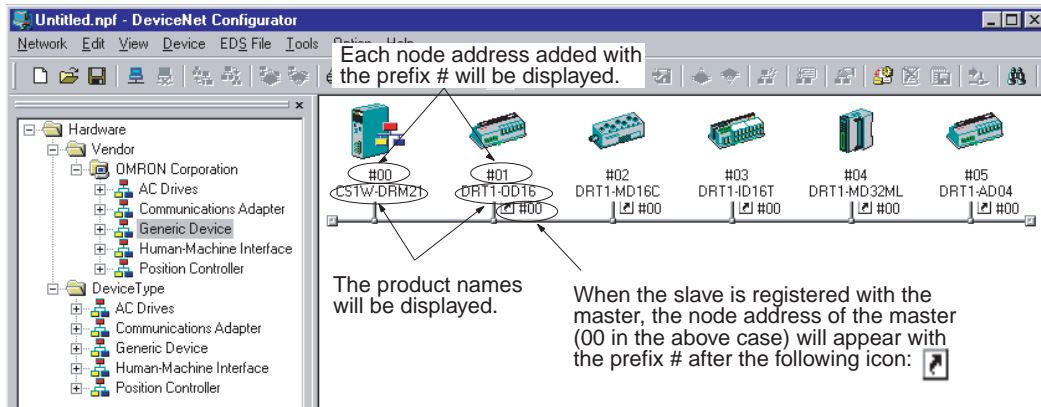 Untitled.npf - DeviceNet Configurator
Network Edit View Device EDS File Tools Option Help
Each node address added with
the prefix # will be displayed.
Hardware
Vendor
OMRON Corporation
AC Drives
Communications Adapter
Generic Device
Human-Machine Interface
Position Controller
DeviceType
AC Drives
Communications Adapter
Generic Device
Human-Machine Interface
Position Controller
#00 #01 #02 #03 #04 #05
CS1W-DRM21 DRT1-OD16 DRT1-MD16C DRT1-ID16T DRT1-MD32ML DRT1-AD04
#00 #00 #00 #00 #00
The product names
will be displayed.
When the slave is registered with the
master, the node address of the master
(00 in the above case) will appear with
the prefix # after the following icon: